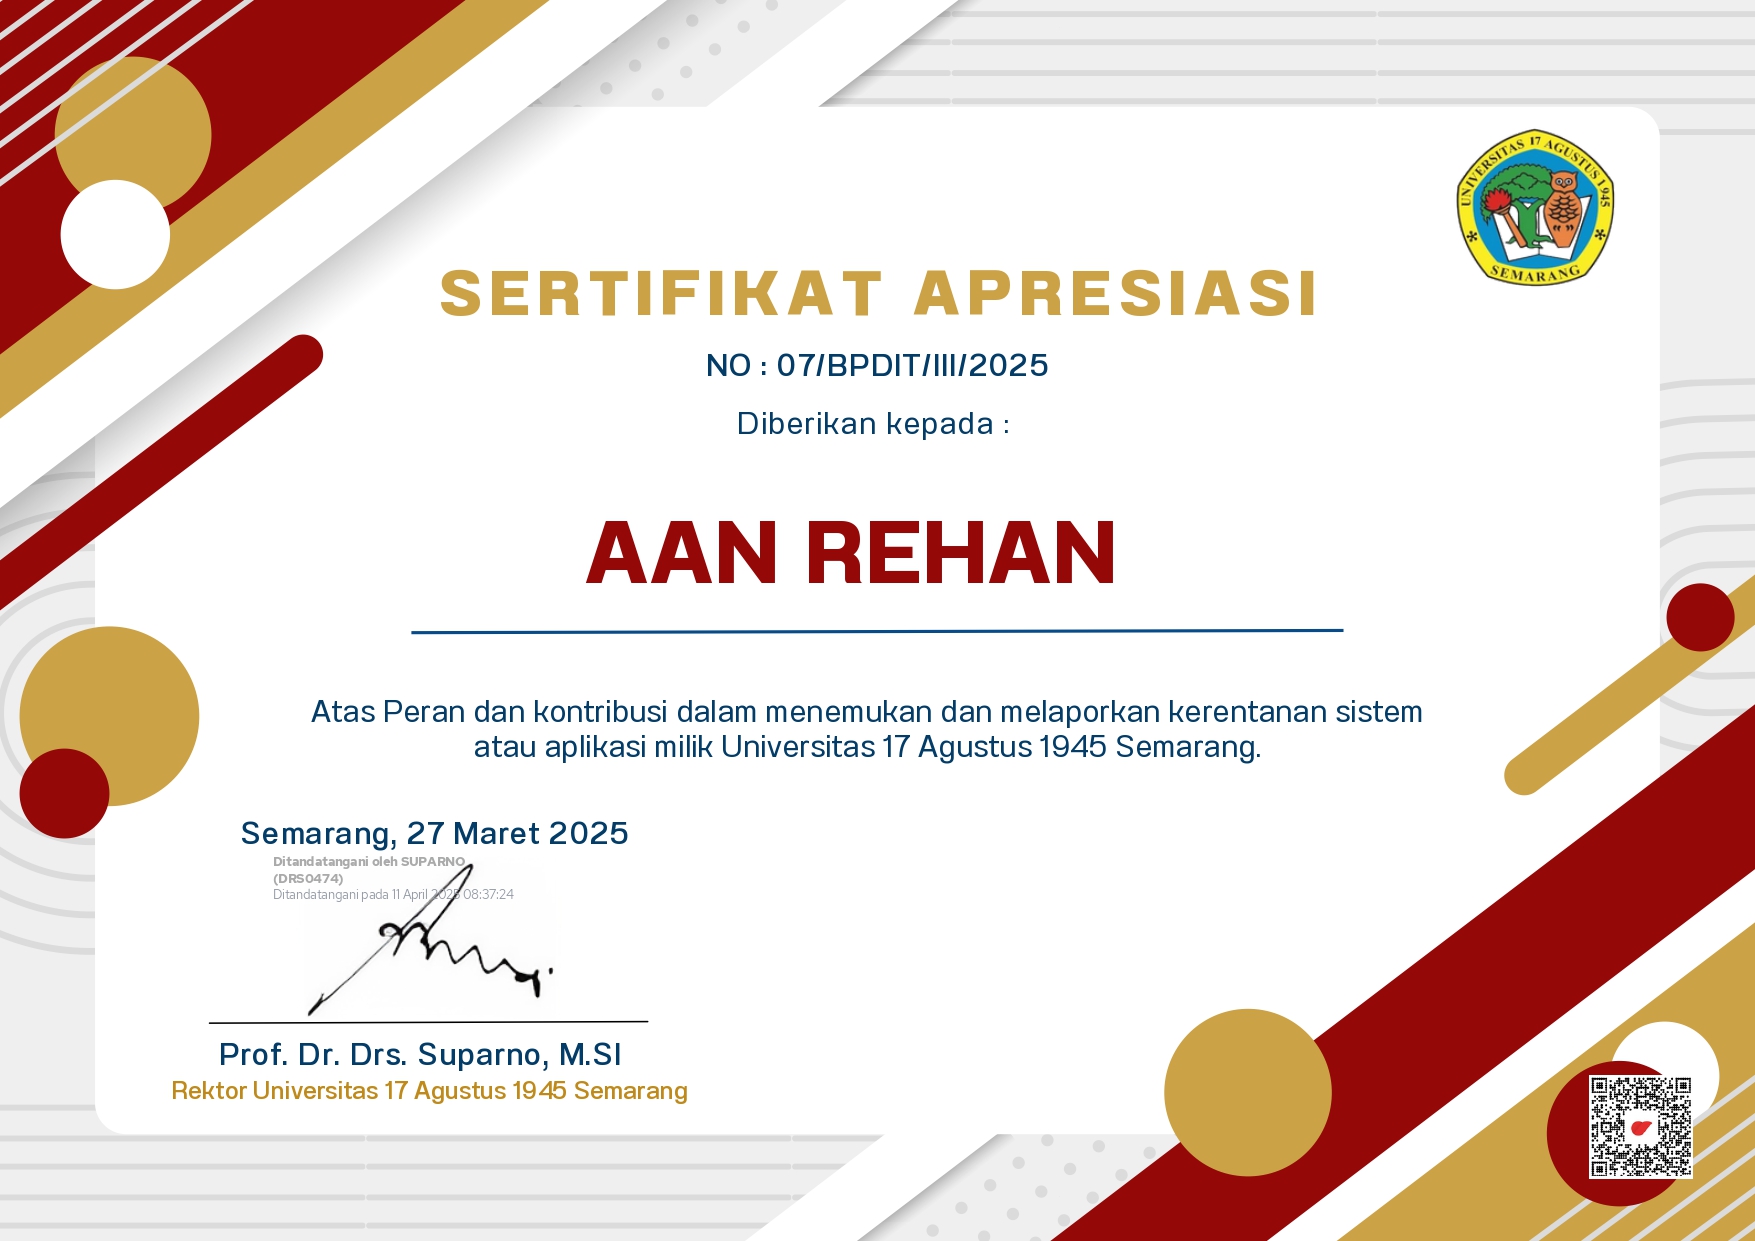 UNIVERSITAS 17 AGUSTUS 1945
SEMARANG
SERTIFIKAT APRESIASI
NO : 07/BPDIT/III/2025
Diberikan kepada :
AAN REHAN
Atas Peran dan kontribusi dalam menemukan dan melaporkan kerentanan sistem
atau aplikasi milik Universitas 17 Agustus 1945 Semarang.
Semarang, 27 Maret 2025
Ditandatangani oleh SUPARNO
(DRS0474)
Ditandatangani pada 11 April 2025 08:37:24
Prof. Dr. Drs. Suparno, M.SI
Rektor Universitas 17 Agustus 1945 Semarang